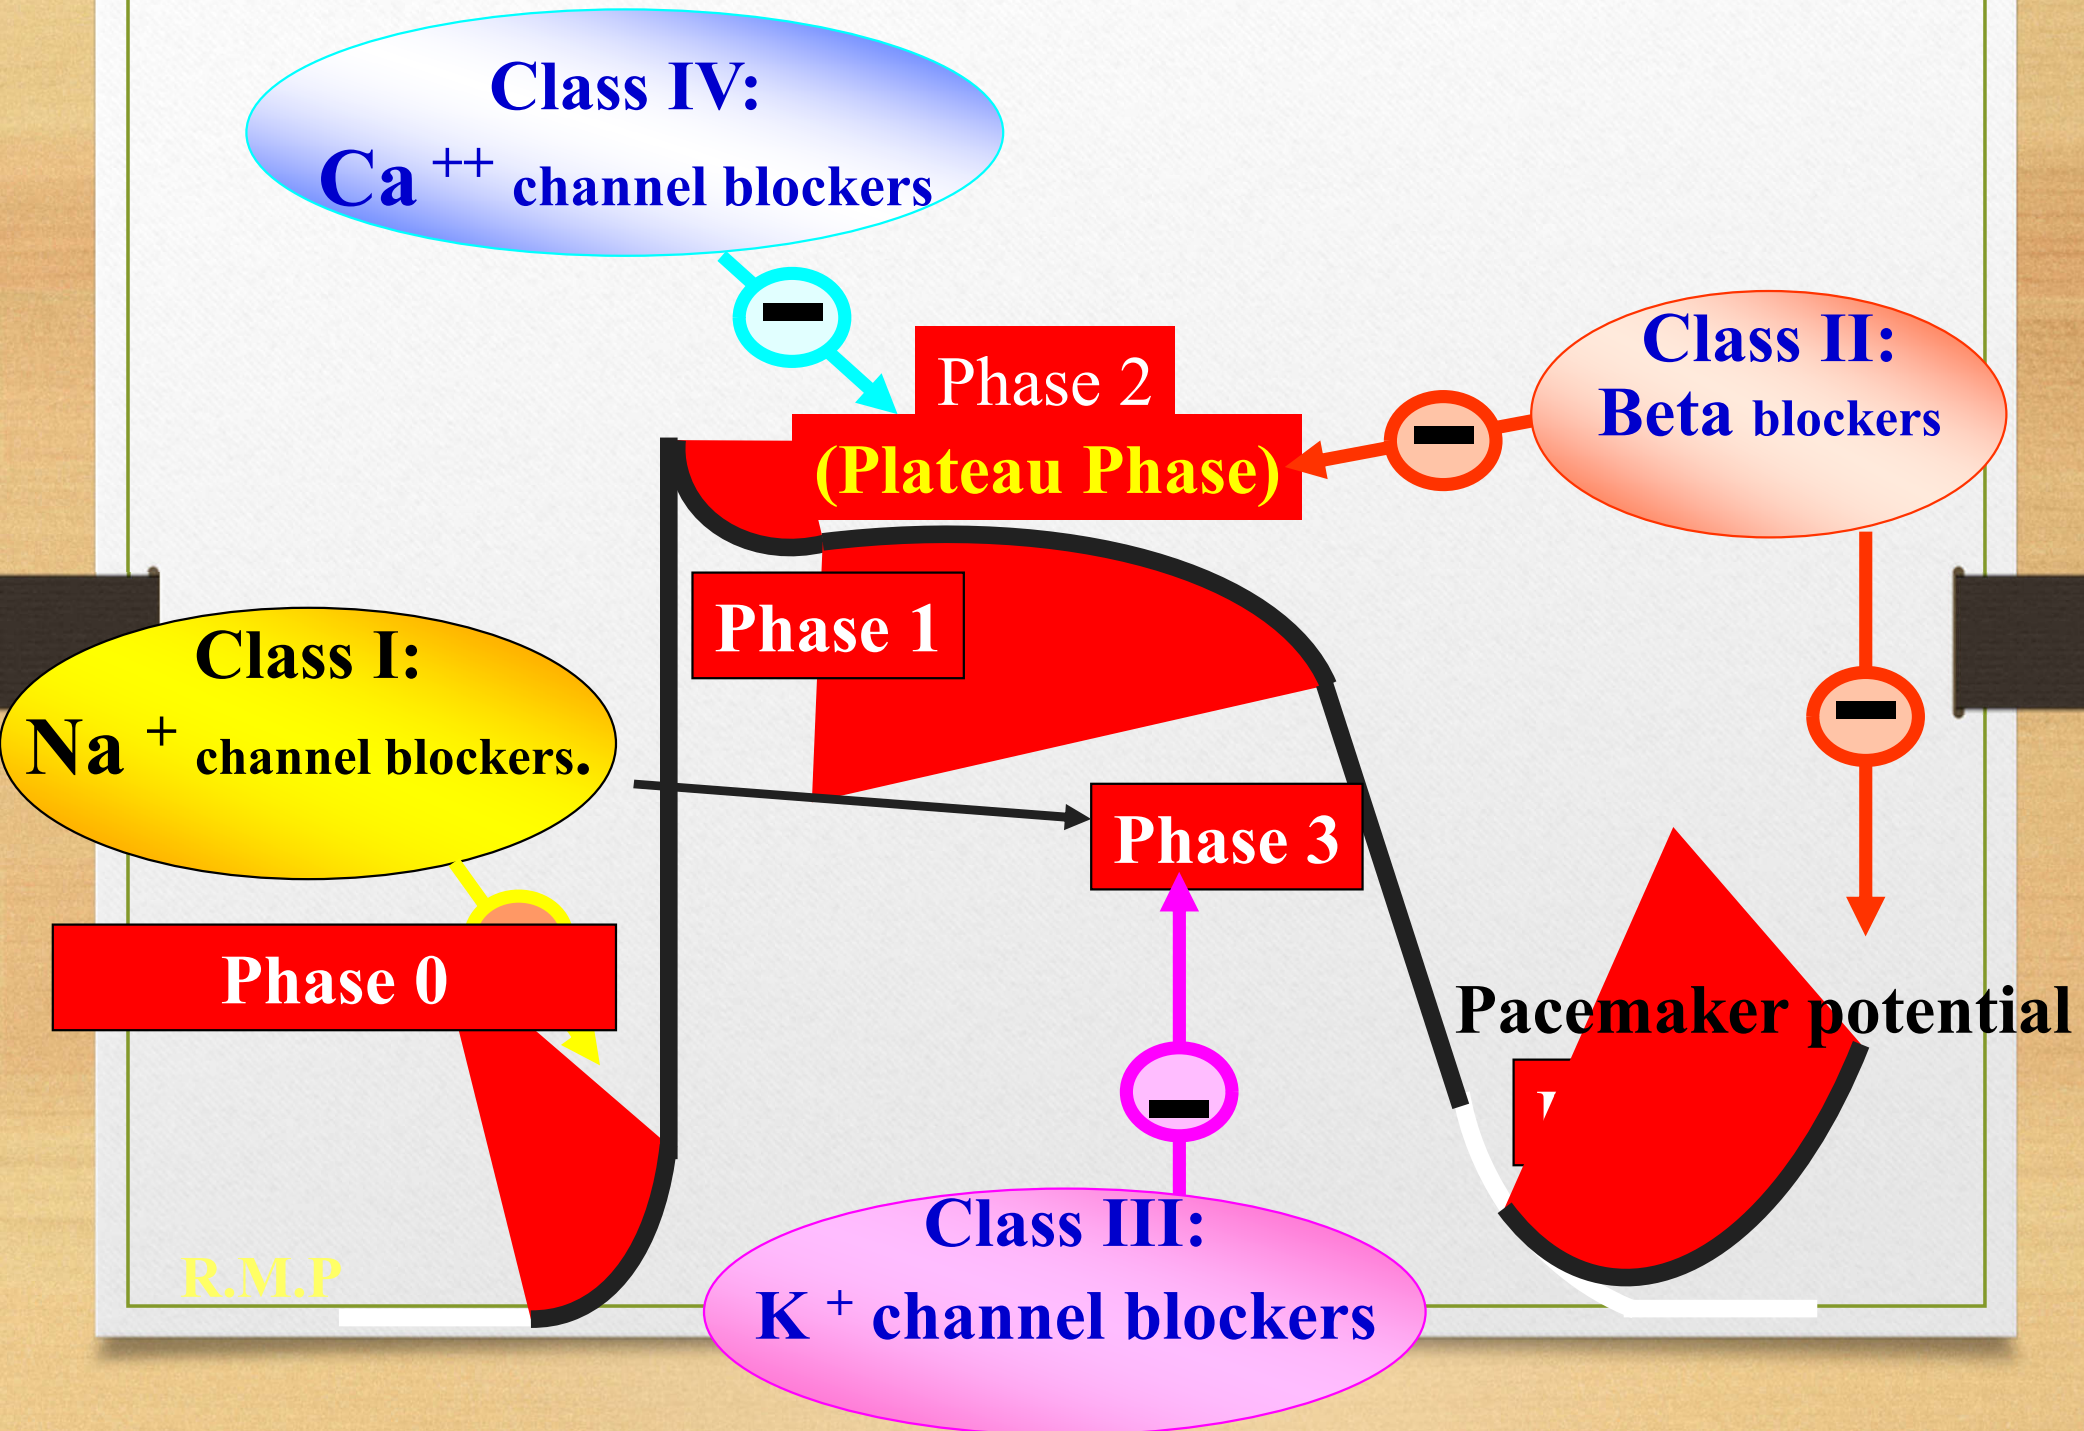 Class IV:
Ca ++ channel blockers
Class II:
Beta blockers
Phase 2
(Plateau Phase)
Phase 1
Class I:
Na + channel blockers.
Phase 3
Phase 0
Pacemaker potential
R.M.P
Class III:
K + channel blockers